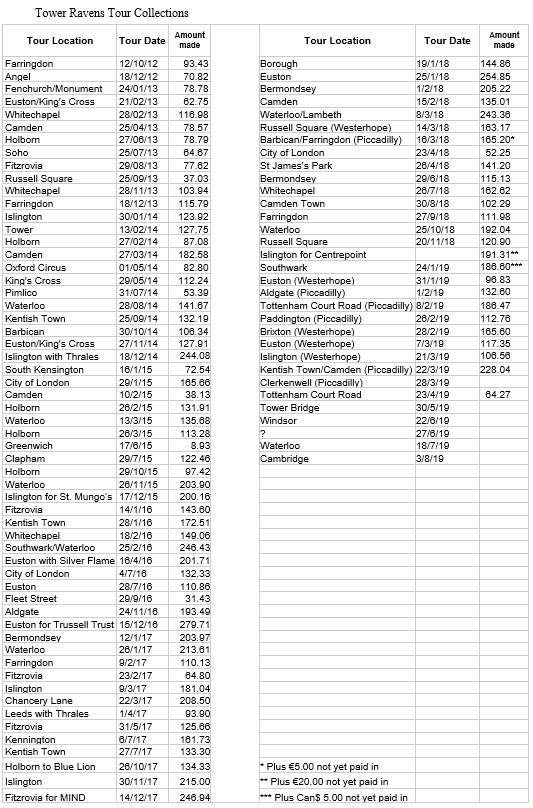 Tower Ravens Tour Collections
Tour Location Tour Date Amount made
Farringdon 12/10/12 93.43
Angel 18/12/12 70.82
Fenchurch/Monument 24/01/13 78.78
Euston/King's Cross 21/02/13 62.75
Whitechapel 28/02/13 116.98
Camden 25/04/13 78.57
Holborn 27/06/13 78.79
Soho 25/07/13 64.67
Fitzrovia 29/08/13 77.62
Russell Square 25/09/13 37.03
Whitechapel 28/11/13 103.94
Farringdon 18/12/13 115.79
Islington 30/01/14 123.92
Tower 13/02/14 127.75
Holborn 27/02/14 87.08
Camden 27/03/14 182.58
Oxford Circus 01/05/14 82.80
King's Cross 29/05/14 112.24
Pimlico 31/07/14 53.39
Waterloo 28/08/14 141.67
Kentish Town 25/09/14 132.19
Barbican 30/10/14 106.34
Euston/King's Cross 27/11/14 127.91
Islington with Thrales 18/12/14 244.08
South Kensington 16/1/15 72.54
City of London 29/1/15 165.66
Camden 10/2/15 38.13
Holborn 26/2/15 131.91
Waterloo 13/3/15 135.68
Holborn 26/3/15 113.28
Greenwich 17/6/15 8.93
Clapham 29/7/15 122.46
Holborn 29/10/15 97.42
Waterloo 26/11/15 203.90
Islington for St. Mungo's 17/12/15 200.16
Fitzrovia 14/1/16 143.60
Kentish Town 28/1/16 172.51
Whitechapel 18/2/16 149.06
Southwark/Waterloo 25/2/16 246.43
Euston with Silver Flame 16/4/16 201.71
City of London 4/7/16 132.33
Euston 28/7/16 110.86
Fleet Street 29/9/16 31.43
Aldgate 24/11/16 193.49
Euston for Trussell Trust 15/12/16 279.71
Bermondsey 12/1/17 203.97
Waterloo 26/1/17 213.61
Farringdon 9/2/17 110.13
Fitzrovia 23/2/17 64.80
Islington 9/3/17 181.04
Chancery Lane 22/3/17 208.50
Leeds with Thrales 1/4/17 93.90
Fitzrovia 31/5/17 125.66
Kennington 6/7/17 161.73
Kentish Town 27/7/17 133.30
Holborn to Blue Lion 26/10/17 134.33
Islington 30/11/17 215.00
Fitzrovia for MIND 14/12/17 246.94
Tour Location Tour Date Amount made
Borough 19/1/18 144.86
Euston 25/1/18 254.85
Bermondsey 1/2/18 205.22
Camden 15/2/18 135.01
Waterloo/Lambeth 8/3/18 243.36
Russell Square (Westerhope) 14/3/18 163.17
Barbican/Farringdon (Piccadilly) 16/3/18 165.20*
City of London 23/4/18 52.25
St James's Park 26/4/18 141.20
Bermondsey 29/6/18 115.13
Whitechapel 26/7/18 162.62
Camden Town 30/8/18 102.29
Farringdon 27/9/18 111.98
Waterloo 25/10/18 192.04
Russell Square 20/11/18 120.90
Islington for Centrepoint 191.31**
Southwark 24/1/19 186.60***
Euston (Westerhope) 31/1/19 96.83
Aldgate (Piccadilly) 1/2/19 132.60
Tottenham Court Road (Piccadilly) 8/2/19 186.47
Paddington (Piccadilly) 26/2/19 112.76
Brixton (Westerhope) 28/2/19 165.60
Euston (Westerhope) 7/3/19 117.35
Islington (Westerhope) 21/3/19 106.56
Kentish Town/Camden (Piccadilly) 22/3/19 228.04
Clerkenwell (Piccadilly) 28/3/19
Tottenham Court Road 23/4/19 64.27
Tower Bridge 30/5/19
Windsor 22/6/19
? 27/6/19
Waterloo 18/7/19
Cambridge 3/8/19
* Plus €5.00 not yet paid in
** Plus €20.00 not yet paid in
*** Plus Can$ 5.00 not yet paid in